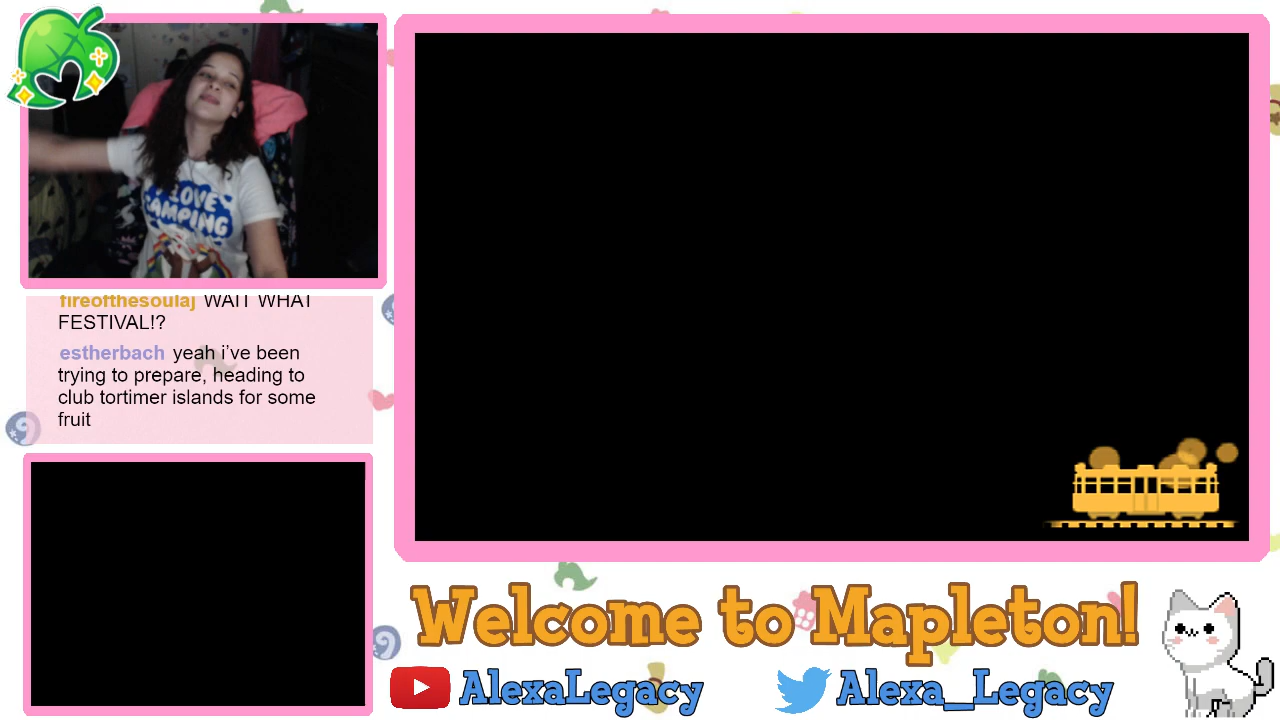 I LOVE
CAMPING
fireofthesoulaj WAIT WHAT
FESTIVAL!?
estherbach yeah i've been
trying to prepare, heading to
club tortimer islands for some
fruit
Welcome to Mapleton!
AlexaLegacy Alexa_Legacy